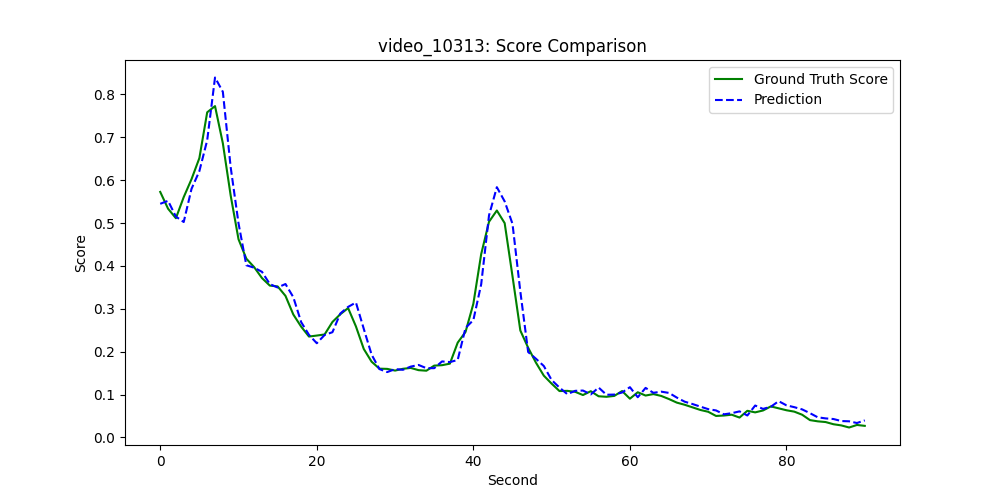 video_10313: Score Comparison
Ground Truth Score
Prediction
Score
0.8
0.7
0.6
0.5
0.4
0.3
0.2
0.1
0.0
0 20 40 60 80
Second